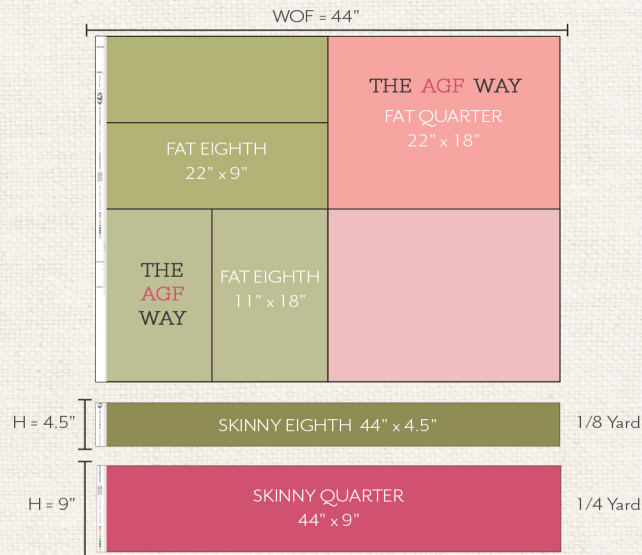 WOF = 44"
THE AGF WAY
FAT QUARTER
22" x 18"
FAT EIGHTH
22" x 9"
THE
AGF
WAY
FAT EIGHTH
11" x 18"
H = 4.5"
SKINNY EIGHTH 44" x 4.5"
1/8 Yard
H = 9"
SKINNY QUARTER
44" x 9"
1/4 Yard